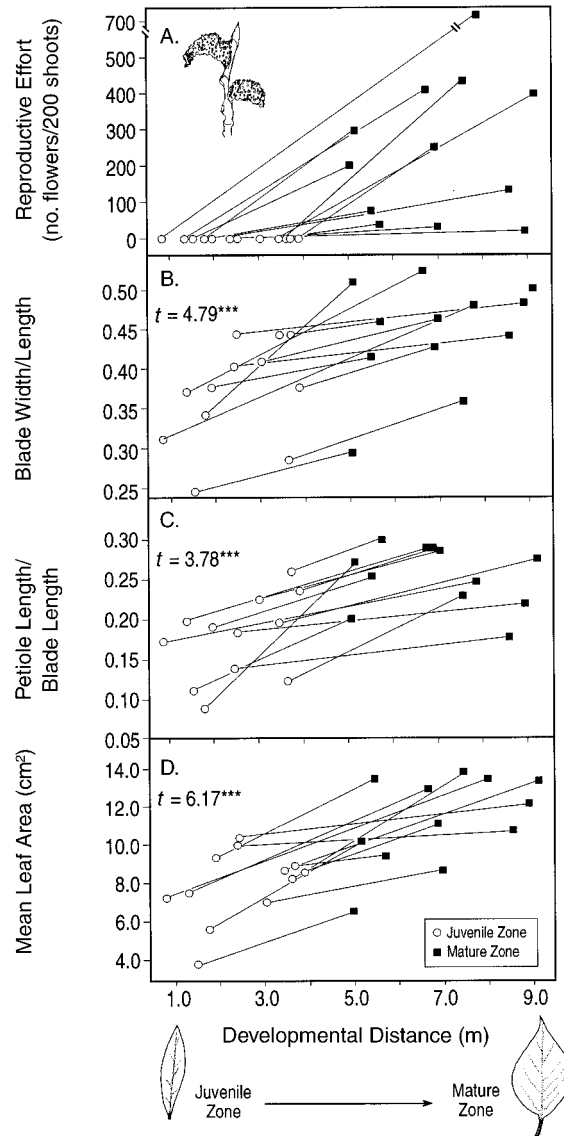 A.
Reproductive Effort
(no. flowers/200 shoots)
700
500
400
300
200
100
0
B.
t = 4.79***
Blade Width/Length
0.50
0.45
0.40
0.35
0.30
0.25
C.
t = 3.78***
Petiole Length/
Blade Length
0.30
0.25
0.20
0.15
0.10
0.05
D.
t = 6.17***
Mean Leaf Area (cm²)
14.0
12.0
10.0
8.0
6.0
4.0
Juvenile Zone
Mature Zone
1.0 3.0 5.0 7.0 9.0
Developmental Distance (m)
Juvenile
Zone
Mature
Zone